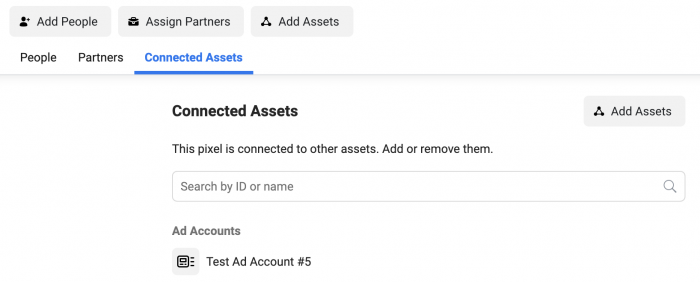 Add People Assign Partners Add Assets
People Partners Connected Assets
Connected Assets Add Assets
This pixel is connected to other assets. Add or remove them.
Search by ID or name
Ad Accounts
Test Ad Account #5